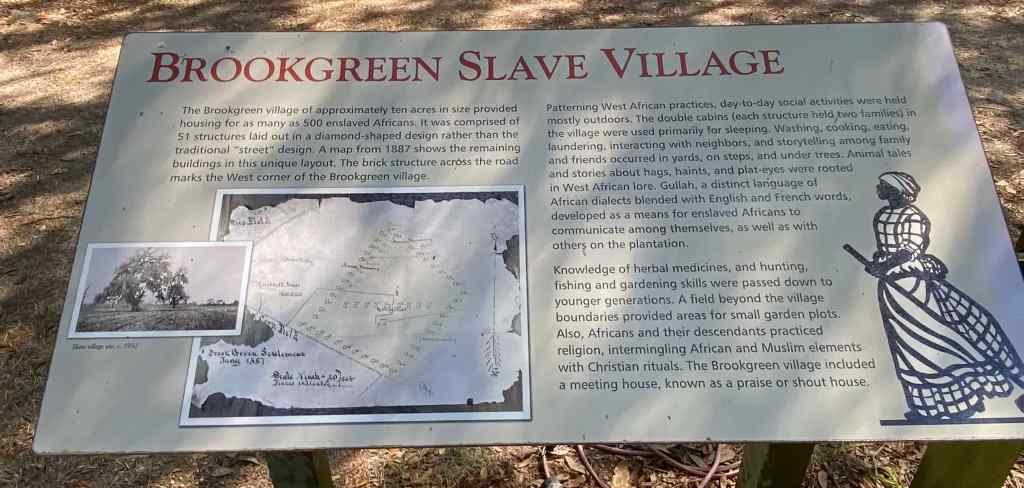 BROOKGREEN SLAVE VILLAGE
The Brookgreen village of approximately ten acres in size provided
housing for as many as 500 enslaved Africans. It was comprised of
51 structures laid out in a diamond-shaped design rather than the
traditional "street" design. A map from 1887 shows the remaining
buildings in this unique layout. The brick structure across the road
marks the West corner of the Brookgreen village.
Rice Field
Field
Brook Green Settlement
Slave village site, c.
Patterning West African practices, day-to-day social activities were held
mostly outdoors. The double cabins (each structure held two families) in
the village were used primarily for sleeping. Washing, cooking, eating,
laundering, interacting with neighbors, and storytelling among family
and friends occurred in yards, on steps, and under trees. Animal tales
and stories about hags, haints, and plat-eyes were rooted
in West African lore. Gullah, a distinct language of
African dialects blended with English and French words,
developed as a means for enslaved Africans to
communicate among themselves, as well as with
others on the plantation.
Knowledge of herbal medicines, and hunting,
fishing and gardening skills were passed down to
younger generations. A field beyond the village
boundaries provided areas for small garden plots.
Also, Africans and their descendants practiced
religion, intermingling African and Muslim elements
with Christian rituals. The Brookgreen village included
a meeting house, known as a praise or shout house.